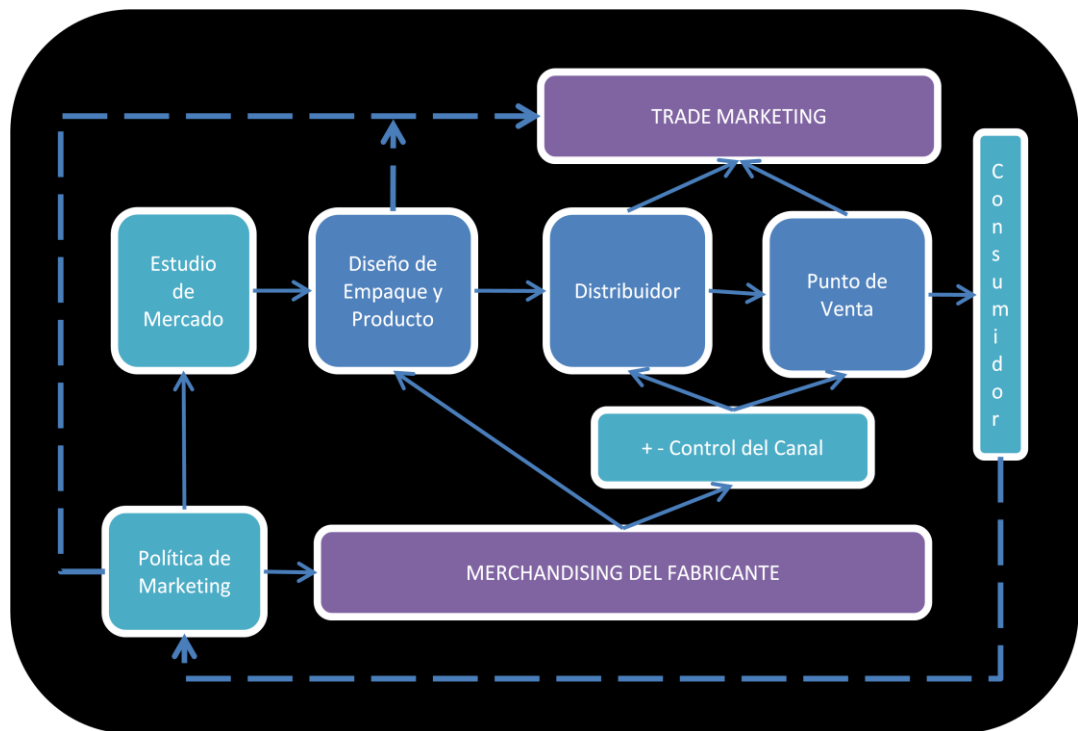 TRADE MARKETING
Consumidor
Estudio
de
Mercado
Diseño de
Empaque y
Producto
Distribuidor
Punto de
Venta
+ - Control del Canal
Política de
Marketing
MERCHANDISING DEL FABRICANTE